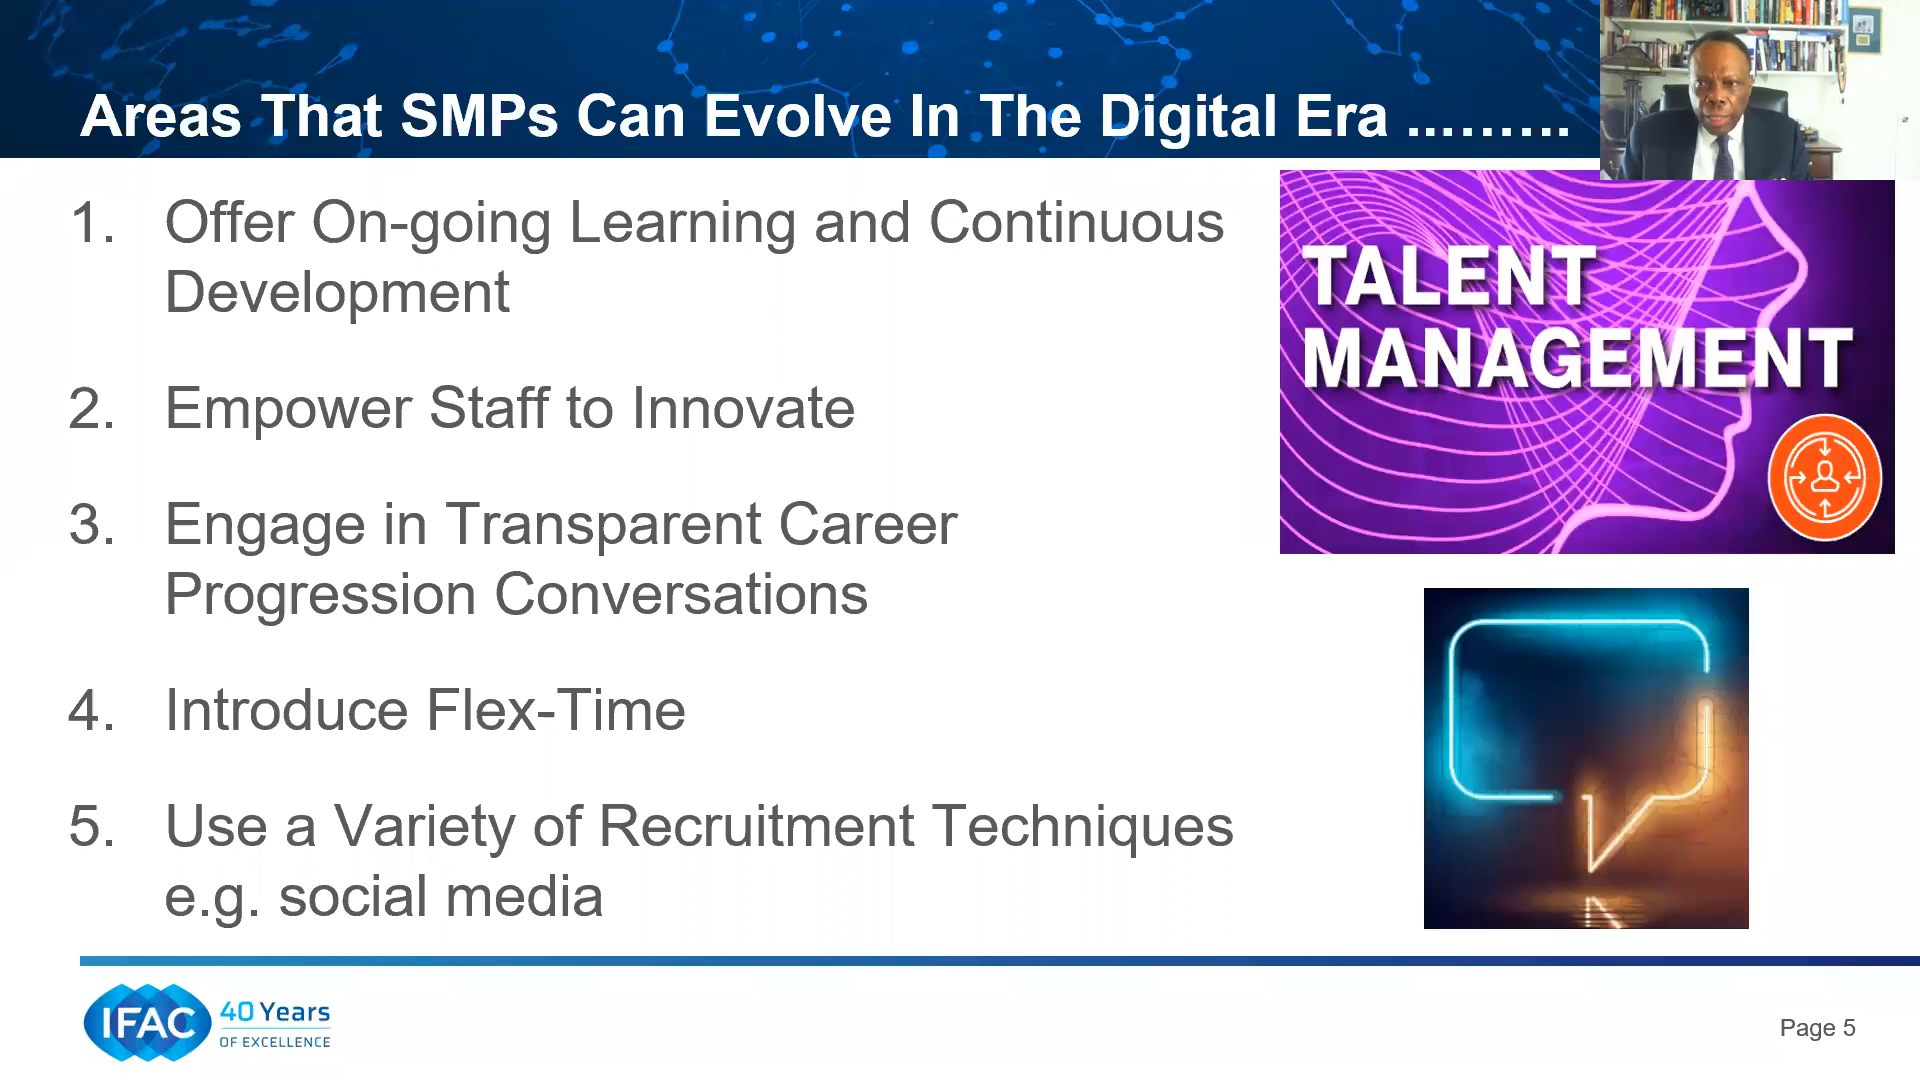 Areas That SMPs Can Evolve In The Digital Era .........
1. Offer On-going Learning and Continuous
Development
2. Empower Staff to Innovate
3. Engage in Transparent Career
Progression Conversations
4. Introduce Flex-Time
5. Use a Variety of Recruitment Techniques
e.g. social media
TALENT
MANAGEMENT
IFAC
40 Years
OF EXCELLENCE
Page 5